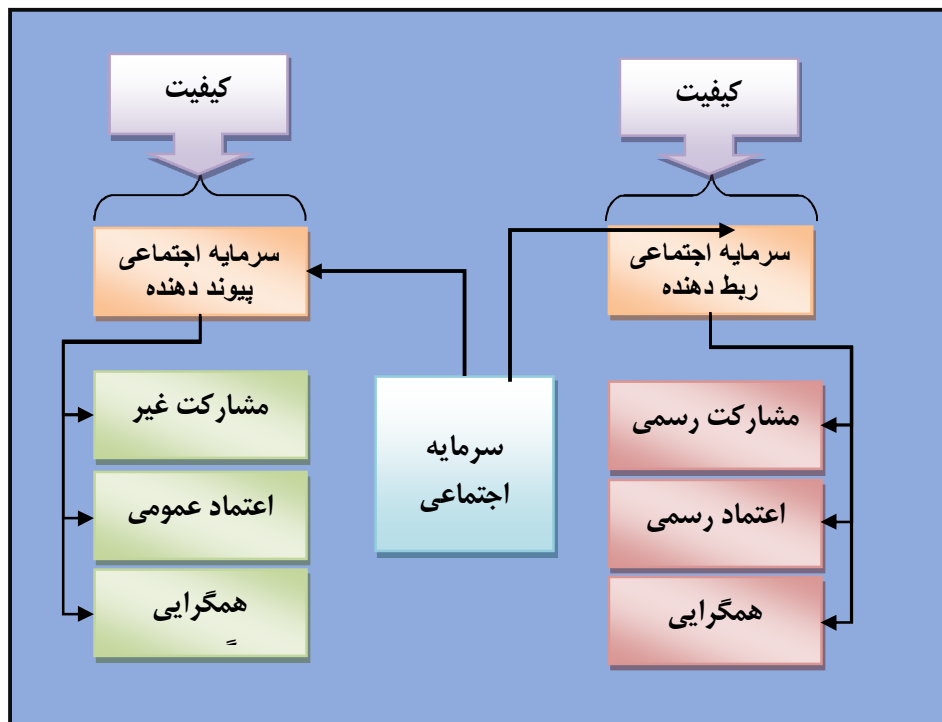 کیفیت
سرمایه اجتماعی
ربط دهنده
مشارکت رسمی
اعتماد رسمی
همگرایی
سرمایه
اجتماعی
کیفیت
سرمایه اجتماعی
پیوند دهنده
مشارکت غیر
اعتماد عمومی
همگرایی